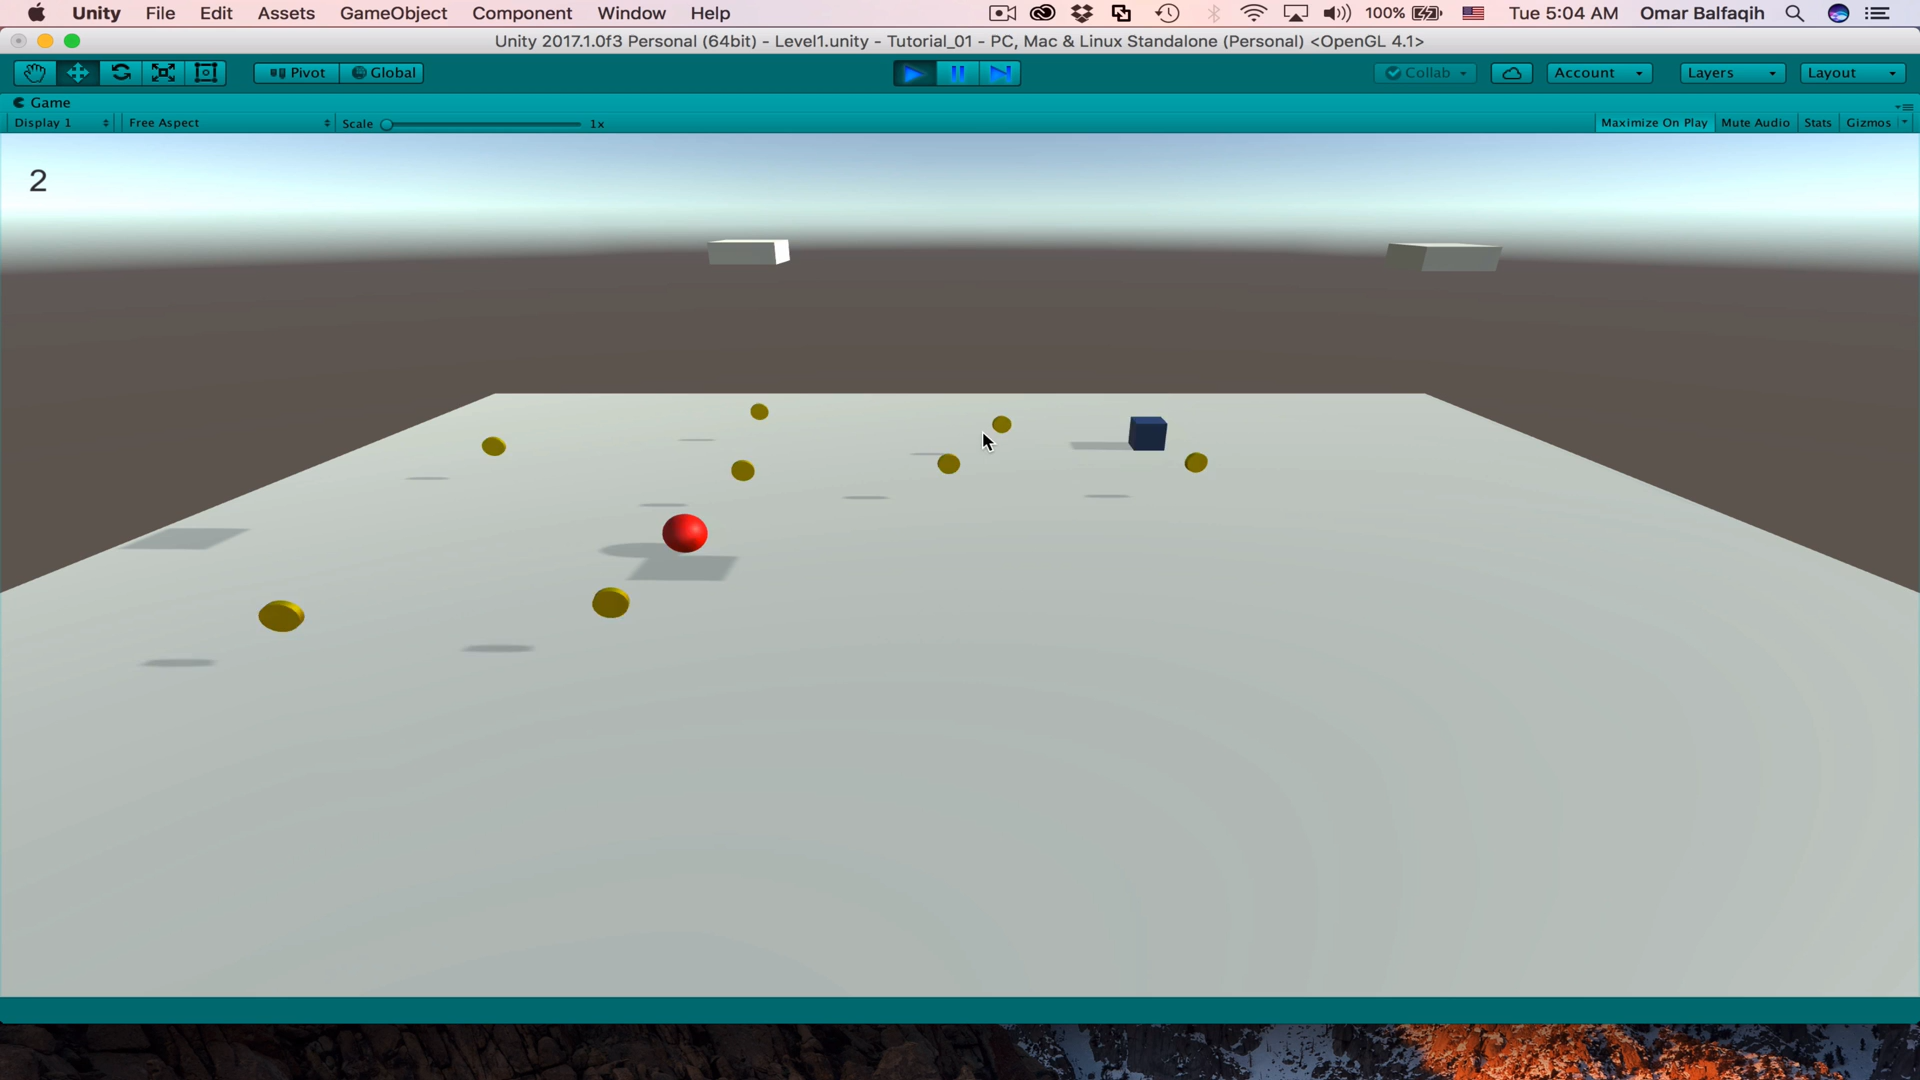 Unity File Edit Assets GameObject Component Window Help 100% Tue 5:04 AM Omar Balfaqih
Unity 2017.1.0f3 Personal (64bit) - Level1.unity - Tutorial_01 - PC, Mac & Linux Standalone (Personal) <OpenGL 4.1>
Pivot Global Collab Account Layers Layout
Game
Display 1 Free Aspect Scale 1x Maximize On Play Mute Audio Stats Gizmos
2